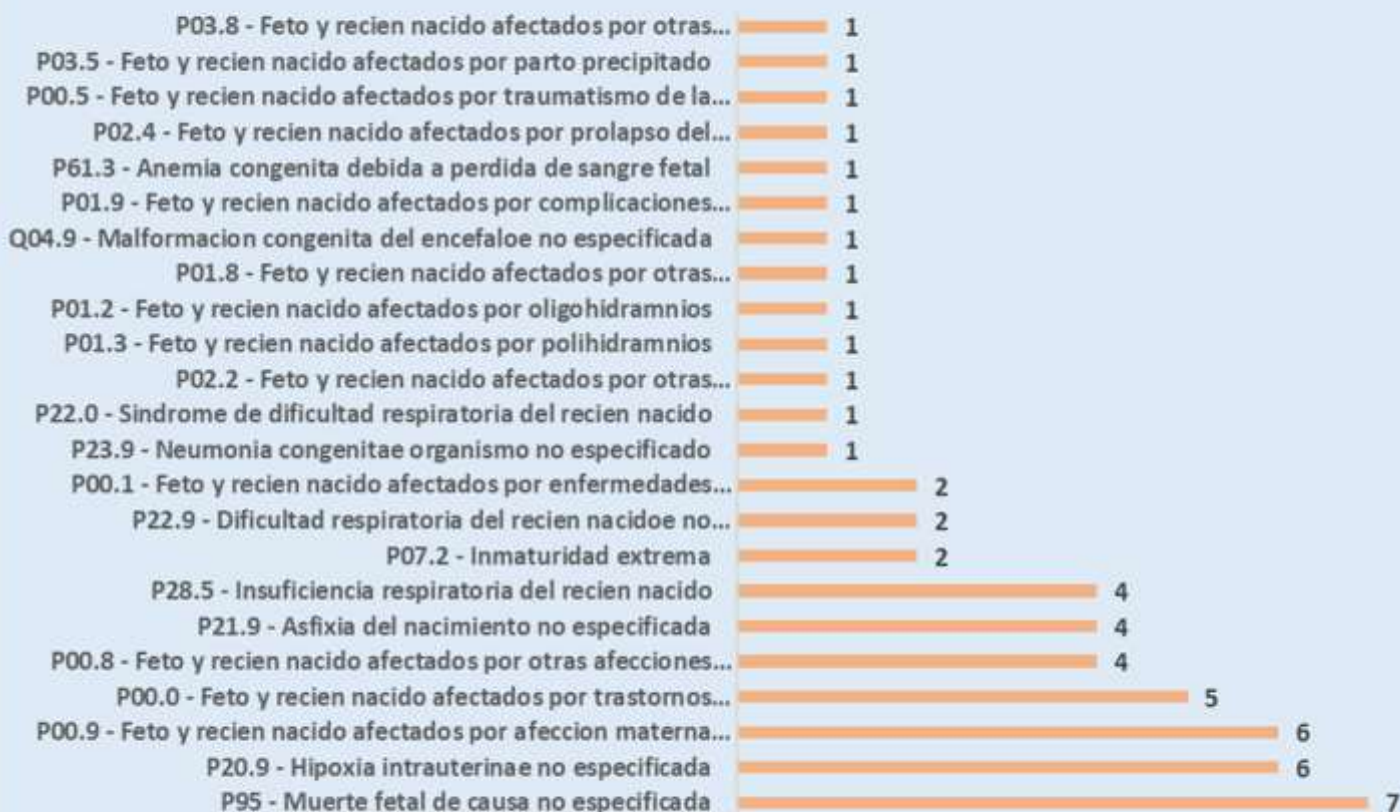 P03.8 - Feto y recien nacido afectados por otras... 1
P03.5 - Feto y recien nacido afectados por parto precipitado 1
P00.5 - Feto y recien nacido afectados por traumatismo de la... 1
P02.4 - Feto y recien nacido afectados por prolapso del... 1
P61.3 - Anemia congenita debida a perdida de sangre fetal 1
P01.9 - Feto y recien nacido afectados por complicaciones... 1
Q04.9 - Malformacion congenita del encefaloe no especificada 1
P01.8 - Feto y recien nacido afectados por otras... 1
P01.2 - Feto y recien nacido afectados por oligohidramnios 1
P01.3 - Feto y recien nacido afectados por polihidramnios 1
P02.2 - Feto y recien nacido afectados por otras... 1
P22.0 - Sindrome de dificultad respiratoria del recien nacido 1
P23.9 - Neumonia congenitae organismo no especificado 1
P00.1 - Feto y recien nacido afectados por enfermedades... 2
P22.9 - Dificultad respiratoria del recien nacidoe no... 2
P07.2 - Inmaturidad extrema 2
P28.5 - Insuficiencia respiratoria del recien nacido 4
P21.9 - Asfixia del nacimiento no especificada 4
P00.8 - Feto y recien nacido afectados por otras afecciones... 4
P00.0 - Feto y recien nacido afectados por trastornos... 5
P00.9 - Feto y recien nacido afectados por afeccion materna... 6
P20.9 - Hipoxia intrauterinae no especificada 6
P95 - Muerte fetal de causa no especificada 7